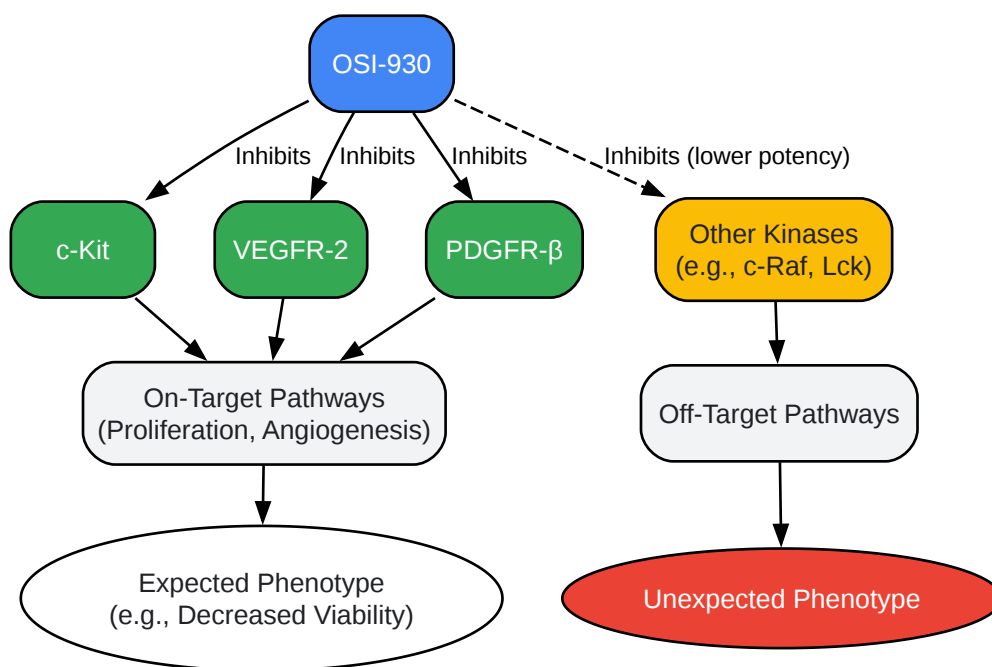 OSI-930
Inhibits
Inhibits
Inhibits
Inhibits (lower potency)
c-Kit
VEGFR-2
PDGFR-β
Other Kinases
(e.g., c-Raf, Lck)
On-Target Pathways
(Proliferation, Angiogenesis)
Off-Target Pathways
Expected Phenotype
(e.g., Decreased Viability)
Unexpected Phenotype